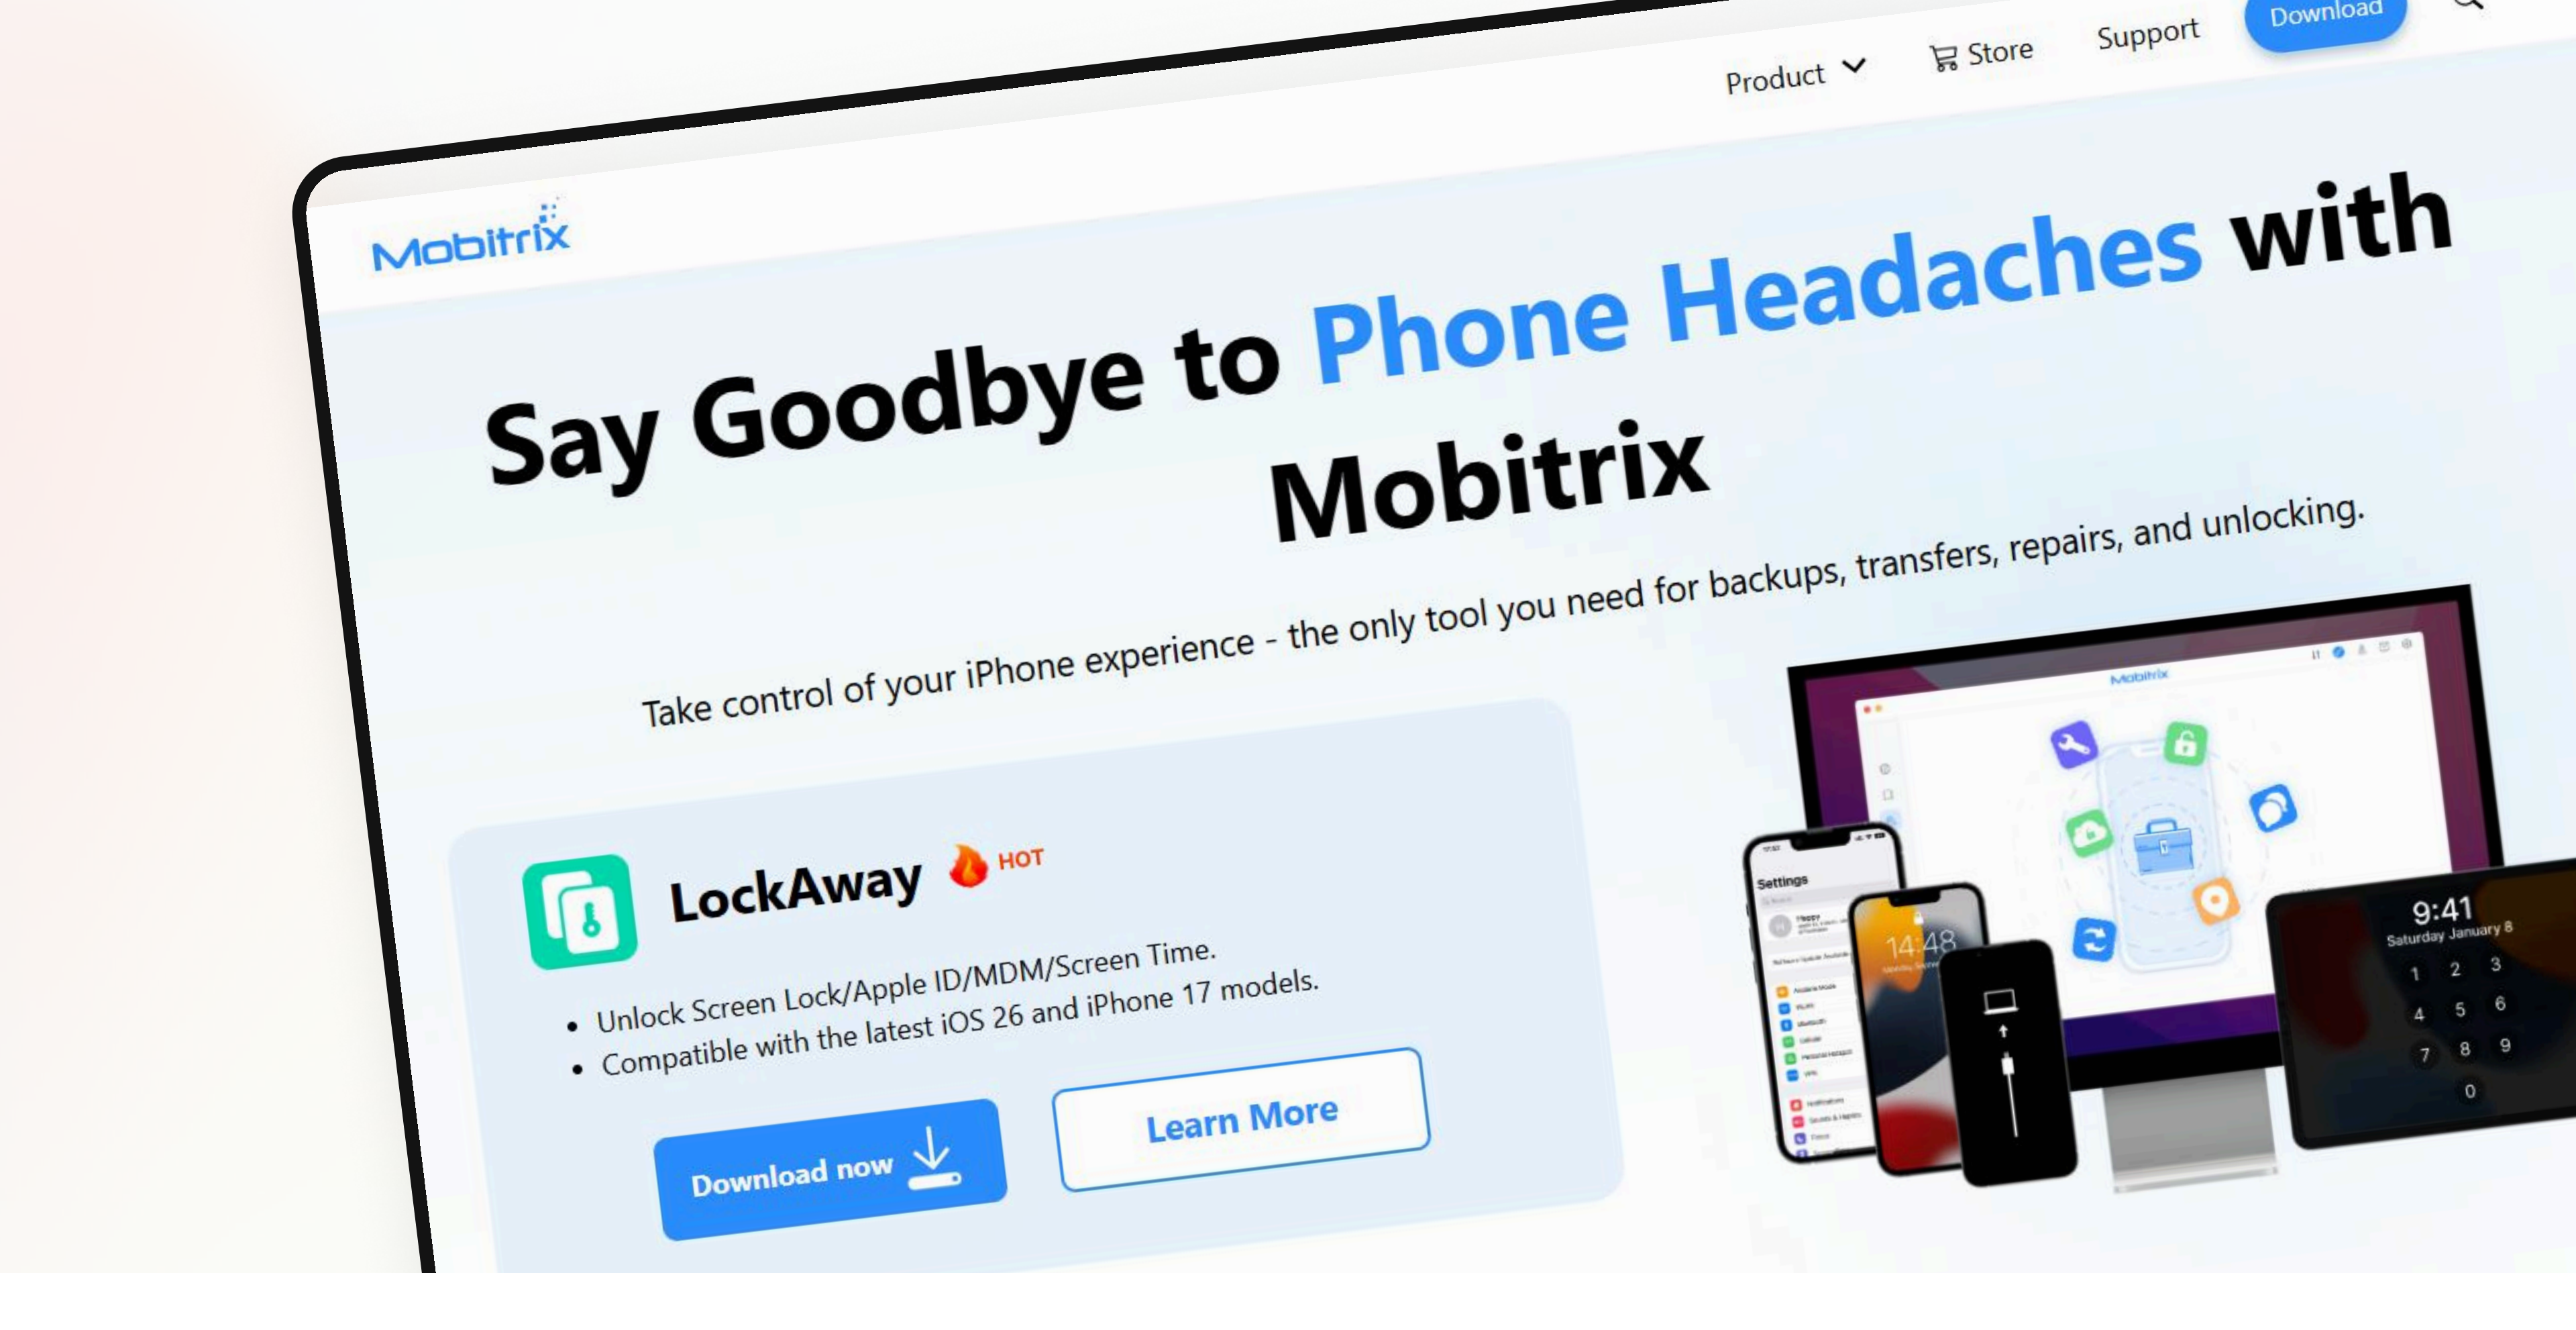 Product
Store
Support
Download
Mobitrix
Say Goodbye to Phone Headaches with
Mobitrix
Take control of your iPhone experience - the only tool you need for backups, transfers, repairs, and unlocking.
LockAway
HOT
Unlock Screen Lock/Apple ID/MDM/Screen Time.
Compatible with the latest iOS 26 and iPhone 17 models.
Download now
Learn More
Mobitrix
Settings
14:48
9:41
Saturday January 8
1 2 3
4 5 6
7 8 9
0